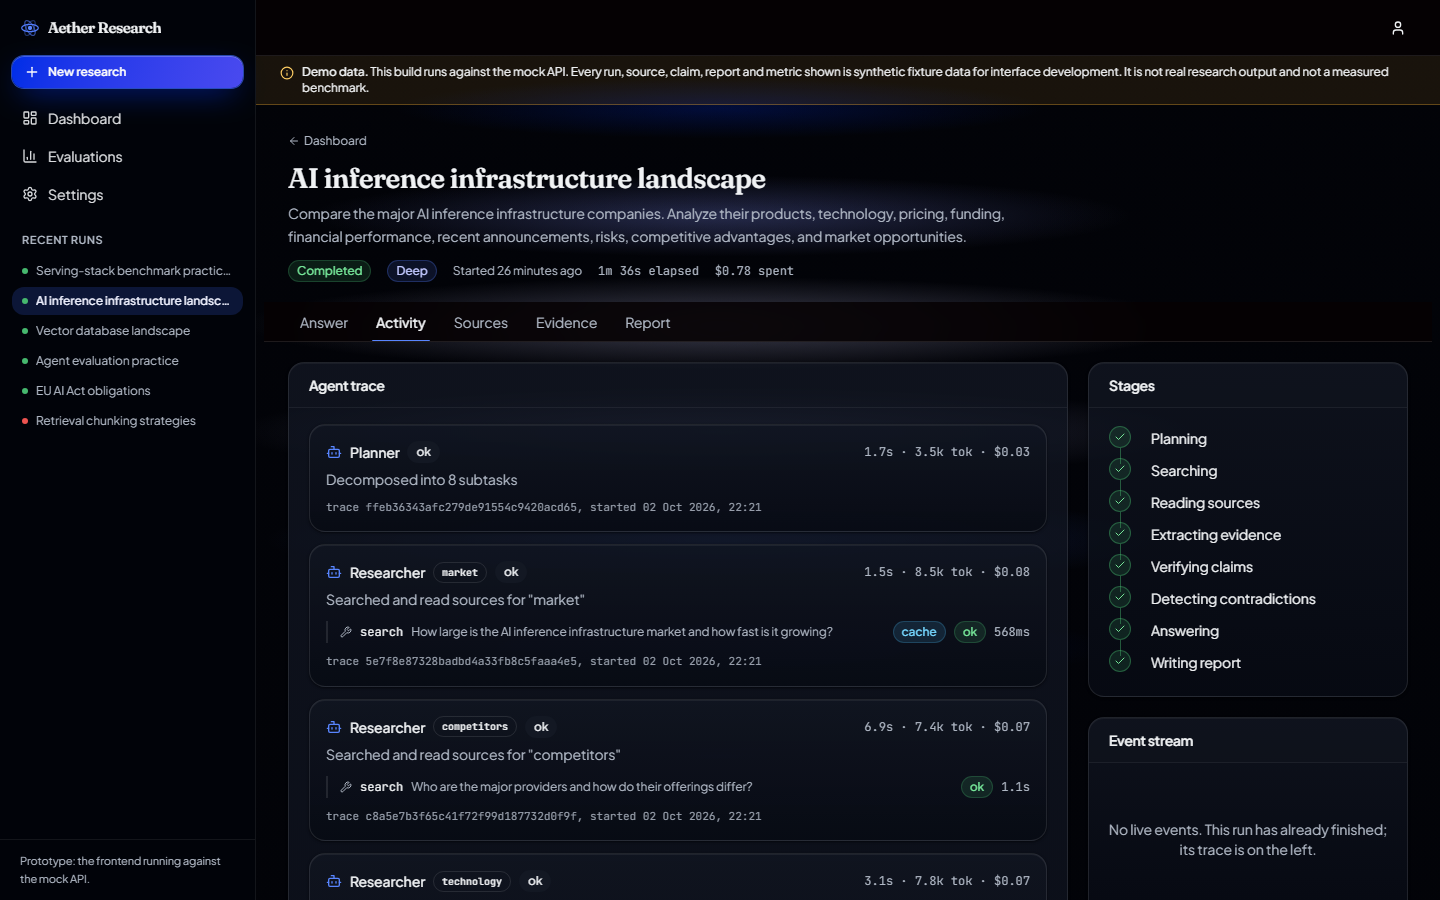 Aether Research
New research
Dashboard
Evaluations
Settings
RECENT RUNS
Serving-stack benchmark practic...
AI inference infrastructure landsc...
Vector database landscape
Agent evaluation practice
EU AI Act obligations
Retrieval chunking strategies
Prototype: the frontend running against
the mock API.
Demo data. This build runs against the mock API. Every run, source, claim, report and metric shown is synthetic fixture data for interface development. It is not real research output and not a measured
benchmark.
← Dashboard
AI inference infrastructure landscape
Compare the major AI inference infrastructure companies. Analyze their products, technology, pricing, funding,
financial performance, recent announcements, risks, competitive advantages, and market opportunities.
Completed Deep Started 26 minutes ago 1m 36s elapsed $0.78 spent
Answer Activity Sources Evidence Report
Agent trace
Planner ok 1.7s · 3.5k tok · $0.03
Decomposed into 8 subtasks
trace ffeb36343afc279de91554c9420acd65, started 02 Oct 2026, 22:21
Researcher market ok 1.5s · 8.5k tok · $0.08
Searched and read sources for "market"
search How large is the AI inference infrastructure market and how fast is it growing? cache ok 568ms
trace 5e7f8e87328badbd4a33fb8c5faaa4e5, started 02 Oct 2026, 22:21
Researcher competitors ok 6.9s · 7.4k tok · $0.07
Searched and read sources for "competitors"
search Who are the major providers and how do their offerings differ? ok 1.1s
trace c8a5e7b3f65c41f72f99d187732d0f9f, started 02 Oct 2026, 22:21
Researcher technology ok 3.1s · 7.8k tok · $0.07
Stages
Planning
Searching
Reading sources
Extracting evidence
Verifying claims
Detecting contradictions
Answering
Writing report
Event stream
No live events. This run has already finished;
its trace is on the left.